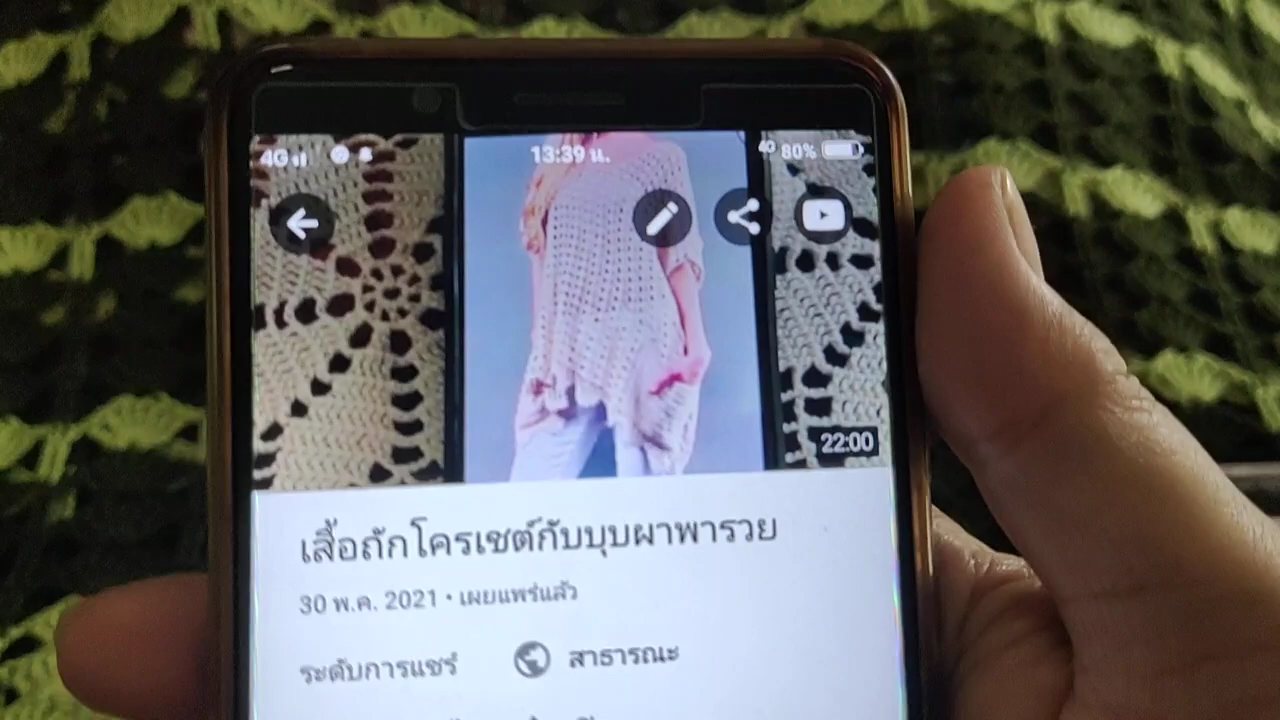 4G 13:39 น. 4G 80%
22:00
เสื้อถักโครเชต์กับบุบผาพารวย
30 พ.ค. 2021 • เผยแพร่แล้ว
ระดับการแชร์ สาธารณะ